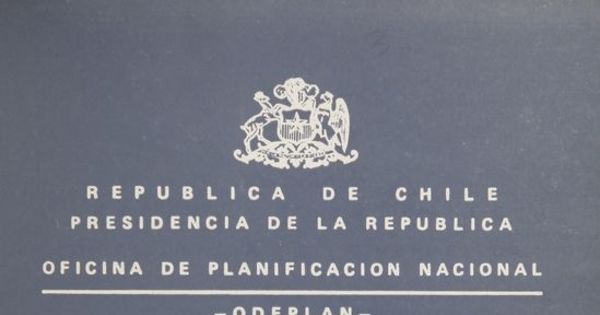 REPUBLICA DE CHILE
PRESIDENCIA DE LA REPUBLICA
OFICINA DE PLANIFICACION NACIONAL
-ODEPLAN-